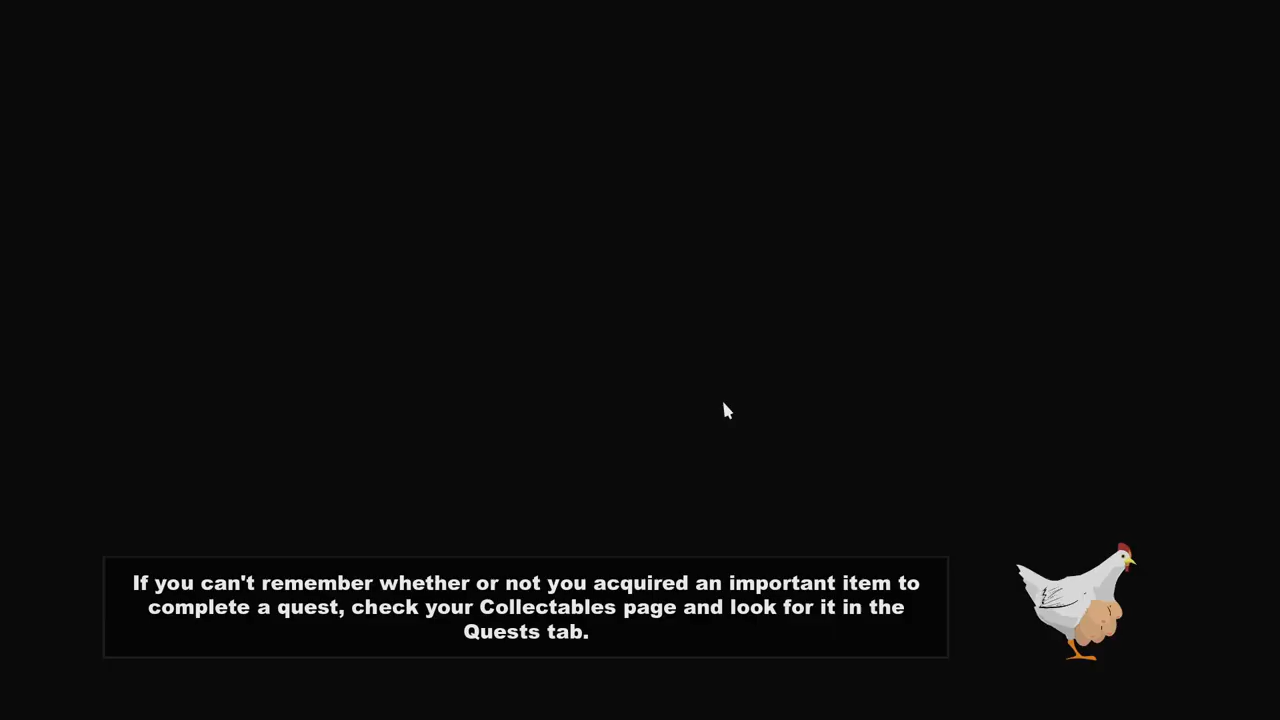 If you can't remember whether or not you acquired an important item to
complete a quest, check your Collectables page and look for it in the
Quests tab.